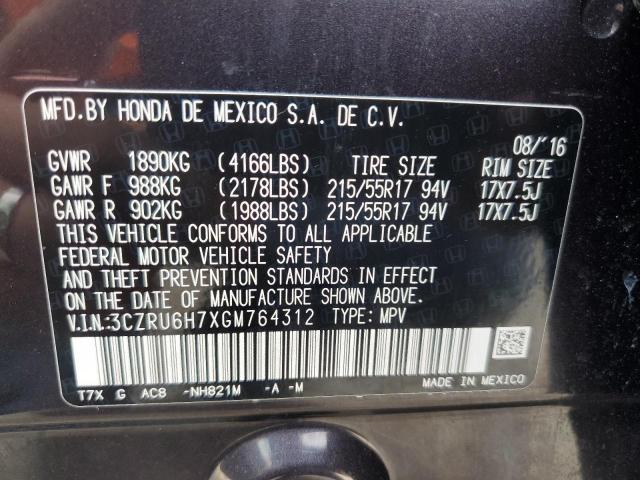 MFD.BY HONDA DE MEXICO S.A. DE C.V.
08/'16
GVWR 1890KG (4166LBS) TIRE SIZE RIM SIZE
GAWR F 988KG (2178LBS) 215/55R17 94V 17X7.5J
GAWR R 902KG (1988LBS) 215/55R17 94V 17X7.5J
THIS VEHICLE CONFORMS TO ALL APPLICABLE
FEDERAL MOTOR VEHICLE SAFETY
AND THEFT PREVENTION STANDARDS IN EFFECT
ON THE DATE OF MANUFACTURE SHOWN ABOVE.
V.I.N.:3CZRU6H7XGM764312 TYPE: MPV
T7X G AC8 -NH821M -A -M MADE IN MEXICO